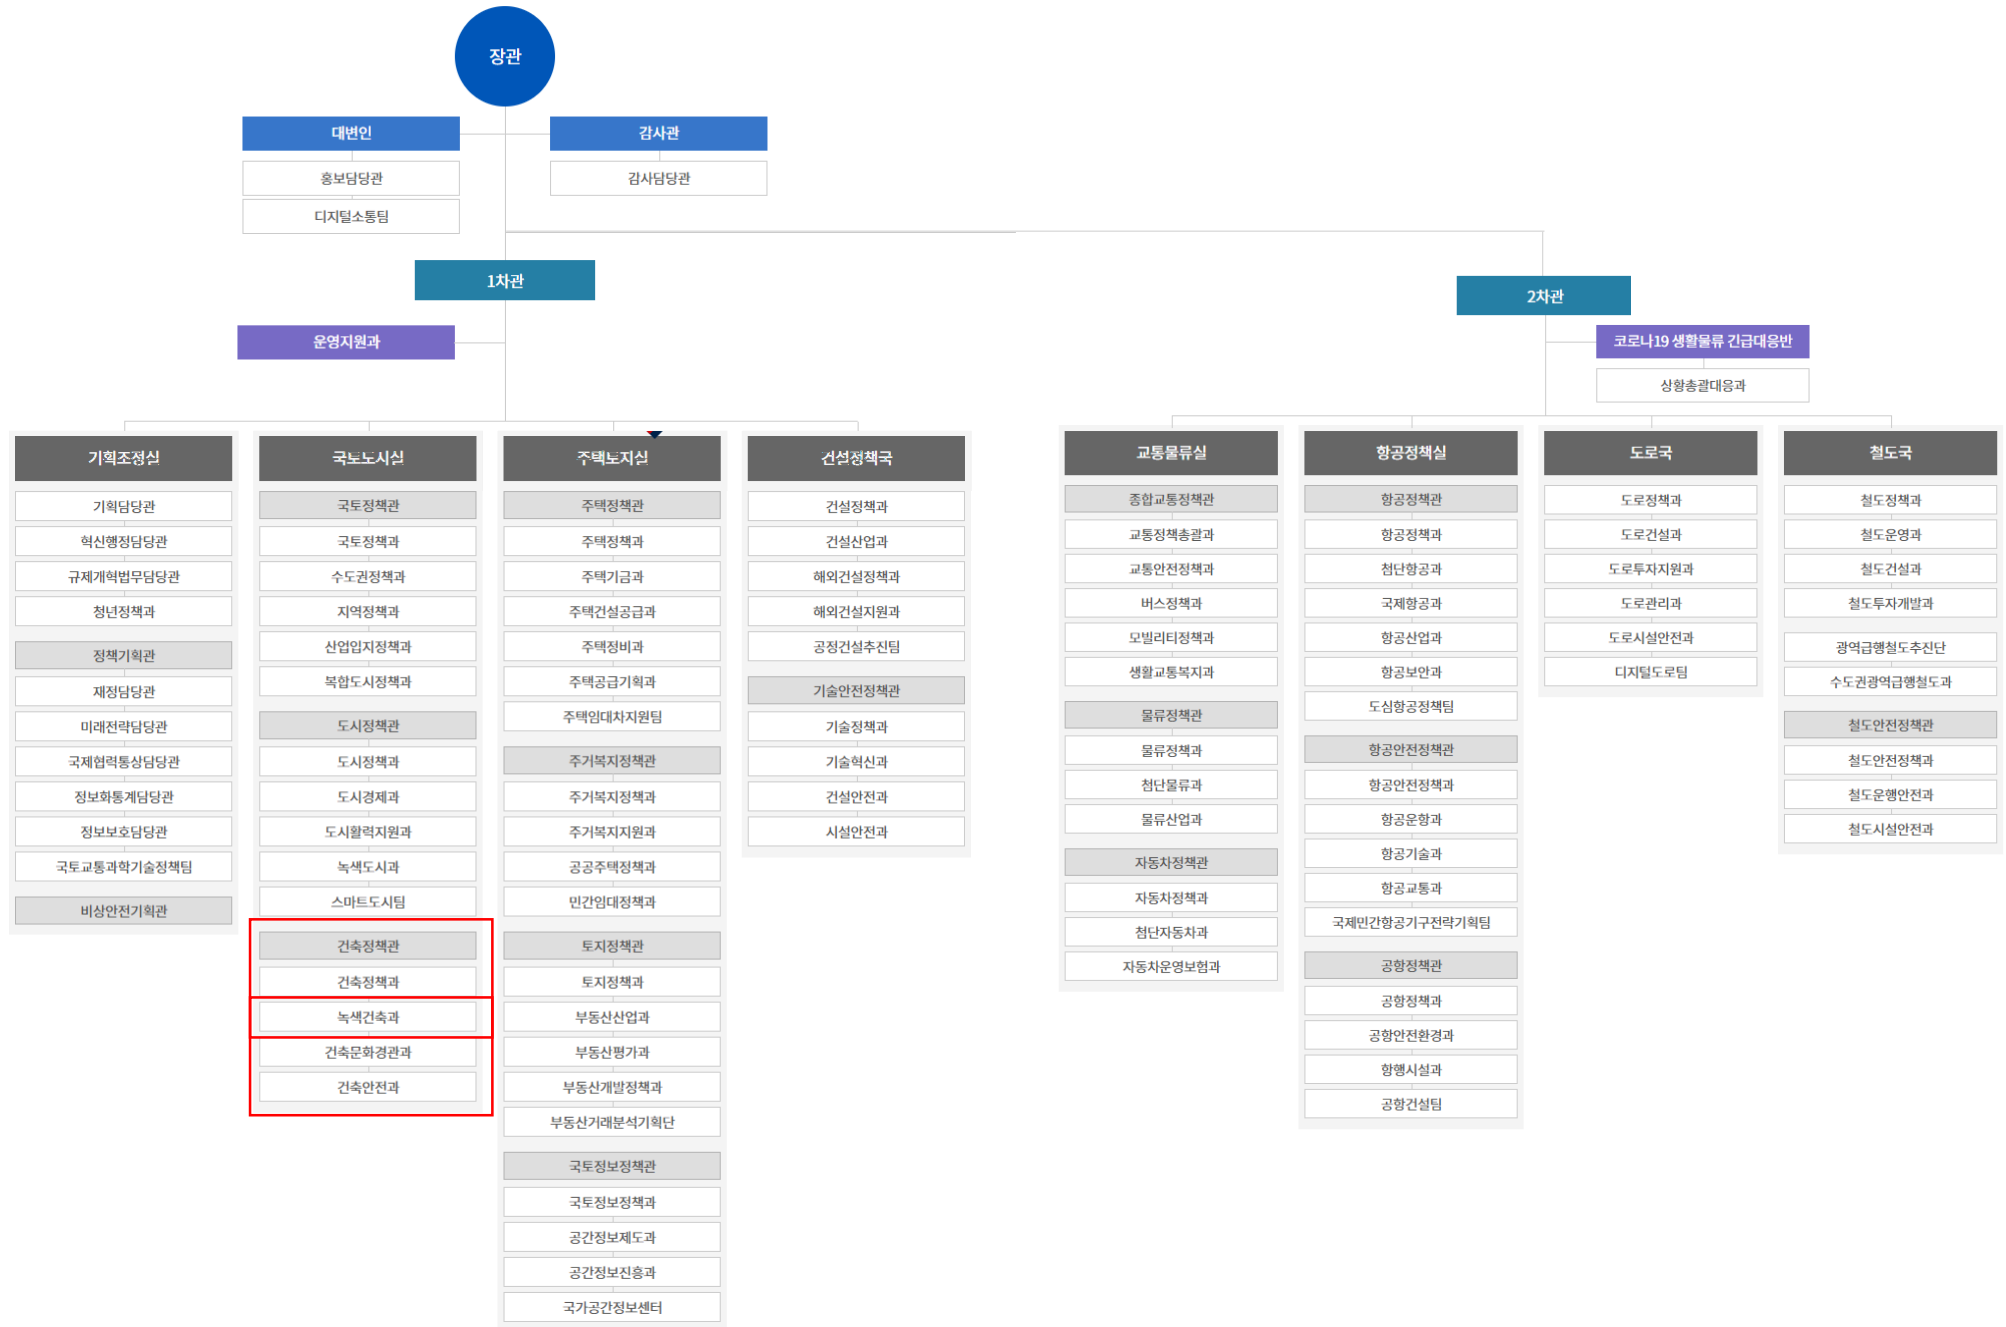 장관
대변인
홍보담당관
디지털소통팀
감사관
감사담당관
1차관
운영지원과
2차관
코로나19 생활물류 긴급대응반
상황총괄대응과
기획조정실
기획담당관
혁신행정담당관
규제개혁법무담당관
청년정책과
정책기획관
재정담당관
미래전략담당관
국제협력통상담당관
정보화통계담당관
정보보호담당관
국토교통과학기술정책팀
비상안전기획관
국토도시실
국토정책관
국토정책과
수도권정책과
지역정책과
산업입지정책과
복합도시정책과
도시정책관
도시정책과
도시경제과
도시활력지원과
녹색도시과
스마트도시팀
건축정책관
건축정책과
녹색건축과
건축문화경관과
건축안전과
주택토지실
주택정책관
주택정책과
주택기금과
주택건설공급과
주택정비과
주택공급기획과
주택임대차지원팀
주거복지정책관
주거복지정책과
주거복지지원과
공공주택정책과
민간임대정책과
토지정책관
토지정책과
부동산산업과
부동산평가과
부동산개발정책과
부동산거래분석기획단
국토정보정책관
국토정보정책과
공간정보제도과
공간정보진흥과
국가공간정보센터
건설정책국
건설정책과
건설산업과
해외건설정책과
해외건설지원과
공정건설추진팀
기술안전정책관
기술정책과
기술혁신과
건설안전과
시설안전과
교통물류실
종합교통정책관
교통정책총괄과
교통안전정책과
버스정책과
모빌리티정책과
생활교통복지과
물류정책관
물류정책과
첨단물류과
물류산업과
자동차정책관
자동차정책과
첨단자동차과
자동차운영보험과
항공정책실
항공정책관
항공정책과
첨단항공과
국제항공과
항공산업과
항공보안과
도심항공정책팀
항공안전정책관
항공안전정책과
항공운항과
항공기술과
항공교통과
국제민간항공기구전략기획팀
공항정책관
공항정책과
공항안전환경과
항행시설과
공항건설팀
도로국
도로정책과
도로건설과
도로투자지원과
도로관리과
도로시설안전과
디지털도로팀
철도국
철도정책과
철도운영과
철도건설과
철도투자개발과
광역급행철도추진단
수도권광역급행철도과
철도안전정책관
철도안전정책과
철도운행안전과
철도시설안전과